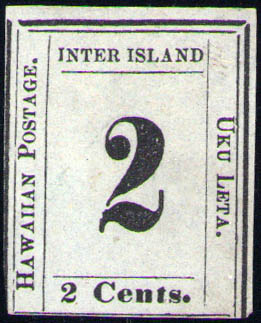 INTER ISLAND
HAWAIIAN POSTAGE.
2
UKU LETA.
2 Cents.